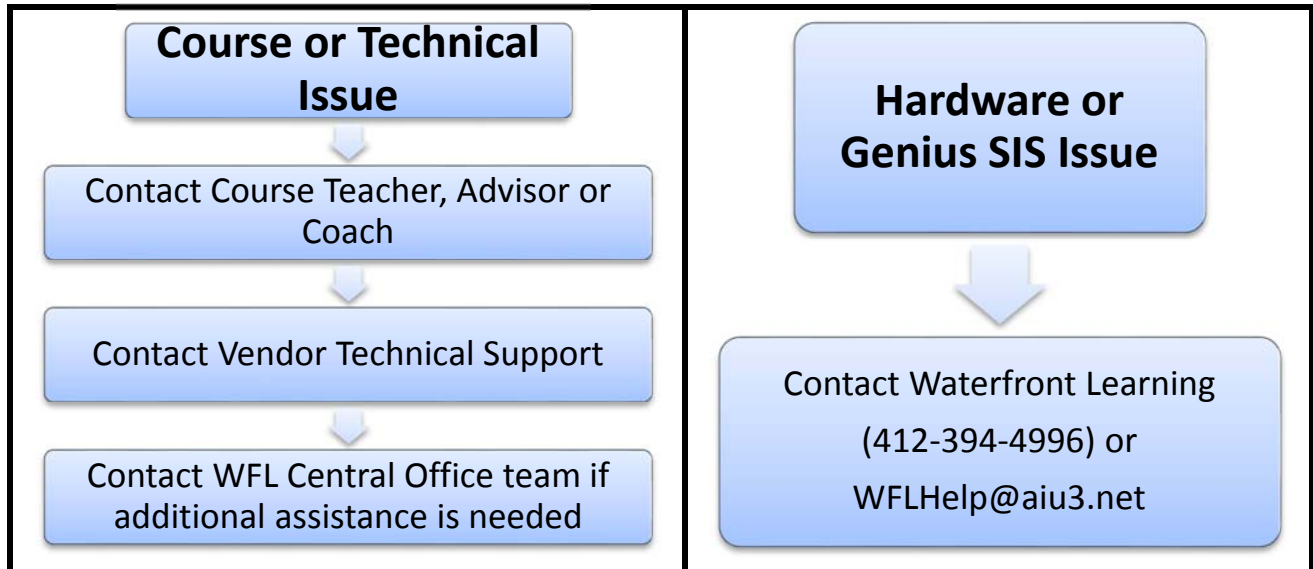 Course or Technical
Issue
Contact Course Teacher, Advisor or
Coach
Contact Vendor Technical Support
Contact WFL Central Office team if
additional assistance is needed
Hardware or
Genius SIS Issue
Contact Waterfront Learning
(412-394-4996) or
WFLHelp@aiu3.net